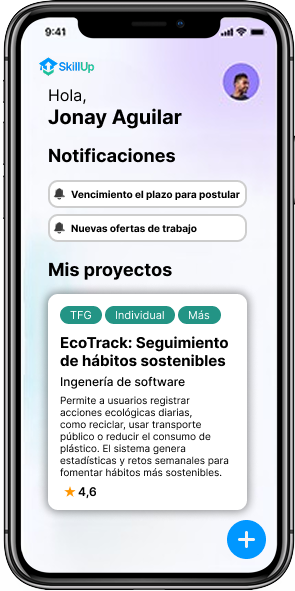 9:41
SkillUp
Hola,
Jonay Aguilar
Notificaciones
Vencimiento el plazo para postular
Nuevas ofertas de trabajo
Mis proyectos
TFG Individual Más
EcoTrack: Seguimiento
de hábitos sostenibles
Ingenería de software
Permite a usuarios registrar
acciones ecológicas diarias,
como reciclar, usar transporte
público o reducir el consumo de
plástico. El sistema genera
estadísticas y retos semanales para
fomentar hábitos más sostenibles.
4,6